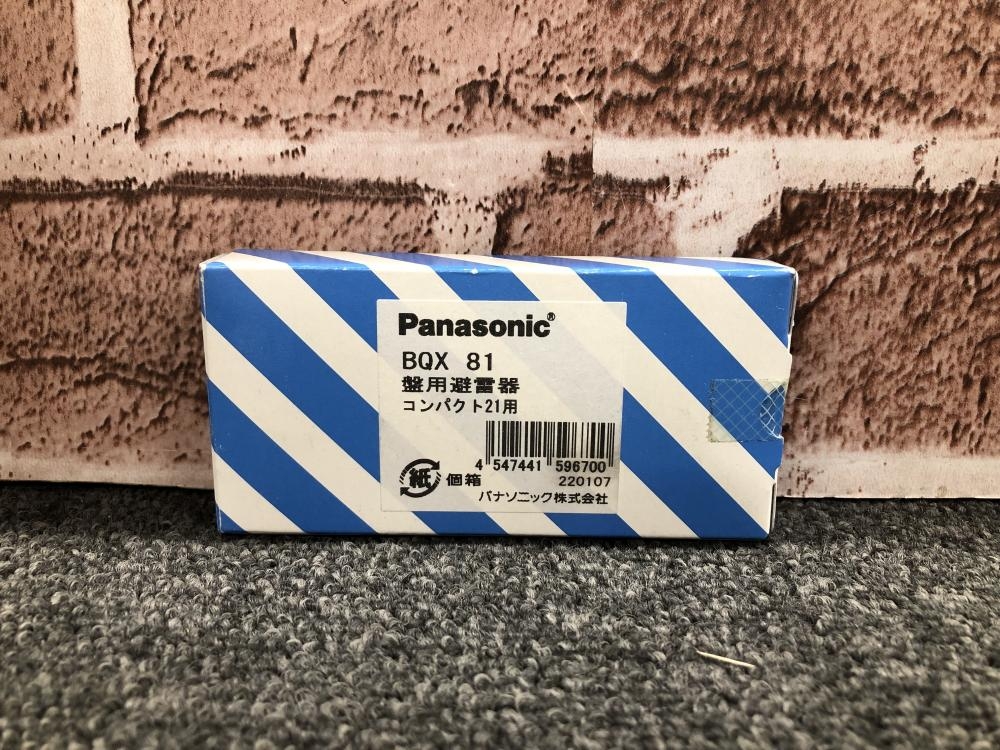 Panasonic®
BQX 81
盤用避雷器
コンパクト21用
4 547441 596700
紙 個箱 220107
パナソニック株式会社